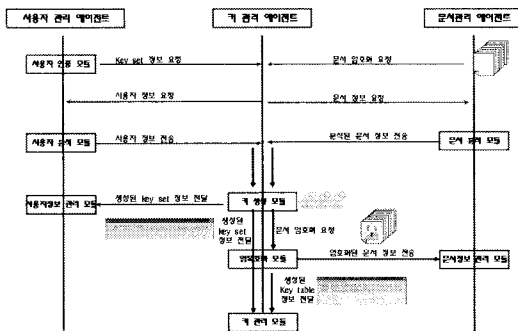 사용자 관리 에이전트
키 관리 에이전트
문서관리 에이전트
사용자 인증 모듈
Key set 정보 요청
문서 암호화 요청
사용자 정보 요청
문서 정보 요청
사용자 분석 모듈
사용자 정보 전송
분석된 문서 정보 전송
문서 분석 모듈
사용자정보 관리 모듈
생성된 key set 정보 전달
키 생성 모듈
생성된
key set
정보 전달
문서 암호화 요청
암복호화 모듈
암호화된 문서 정보 전송
문서정보 관리 모듈
생성된
Key table
정보 전달
키 관리 모듈